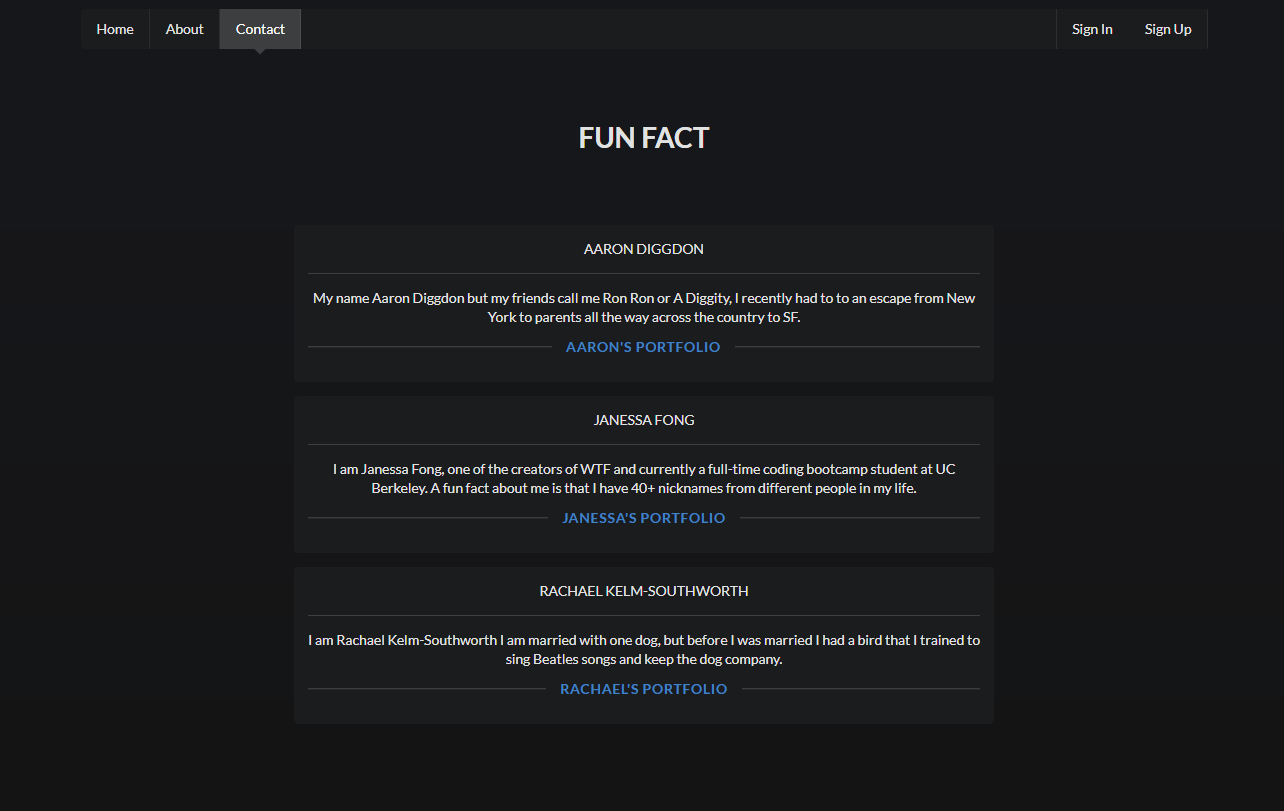 Home
About
Contact
Sign In
Sign Up
FUN FACT
AARON DIGGDON
My name Aaron Diggdon but my friends call me Ron Ron or A Diggity, I recently had to to an escape from New
York to parents all the way across the country to SF.
AARON'S PORTFOLIO
JANESSA FONG
I am Janessa Fong, one of the creators of WTF and currently a full-time coding bootcamp student at UC
Berkeley. A fun fact about me is that I have 40+ nicknames from different people in my life.
JANESSA'S PORTFOLIO
RACHAEL KELM-SOUTHWORTH
I am Rachael Kelm-Southworth I am married with one dog, but before I was married I had a bird that I trained to
sing Beatles songs and keep the dog company.
RACHAEL'S PORTFOLIO